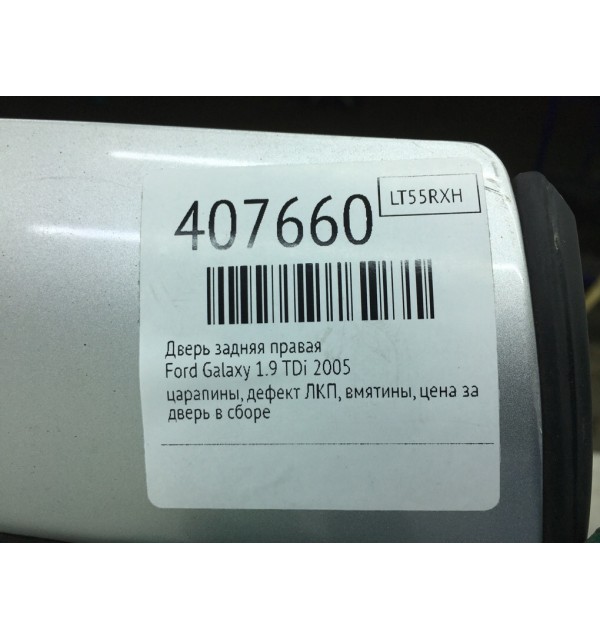 LT55RXH
407660
Дверь задняя правая
Ford Galaxy 1.9 TDi 2005
царапины, дефект ЛКП, вмятины, цена за
дверь в сборе